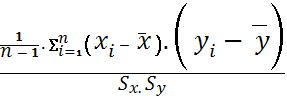 1/(n − 1) . Σⁿᵢ₌₁ (xᵢ − x̄) . (yᵢ − y̅)
Sₓ. Sᵧ